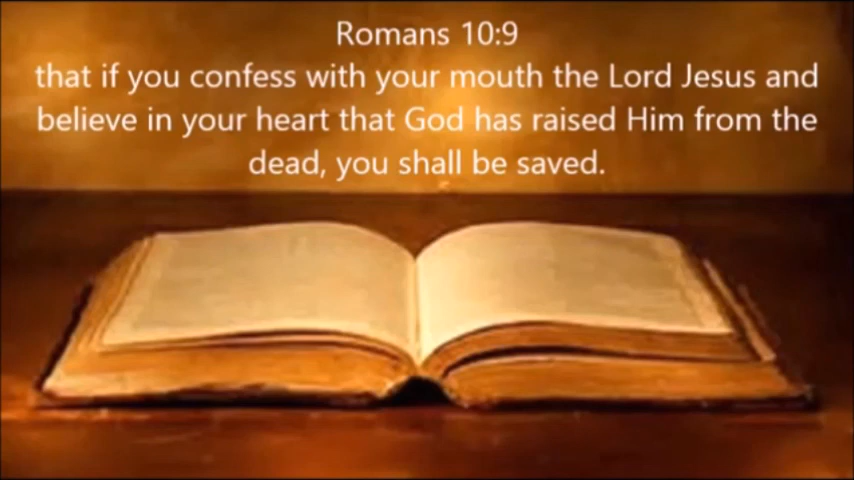 Romans 10:9
that if you confess with your mouth the Lord Jesus and
believe in your heart that God has raised Him from the
dead, you shall be saved.